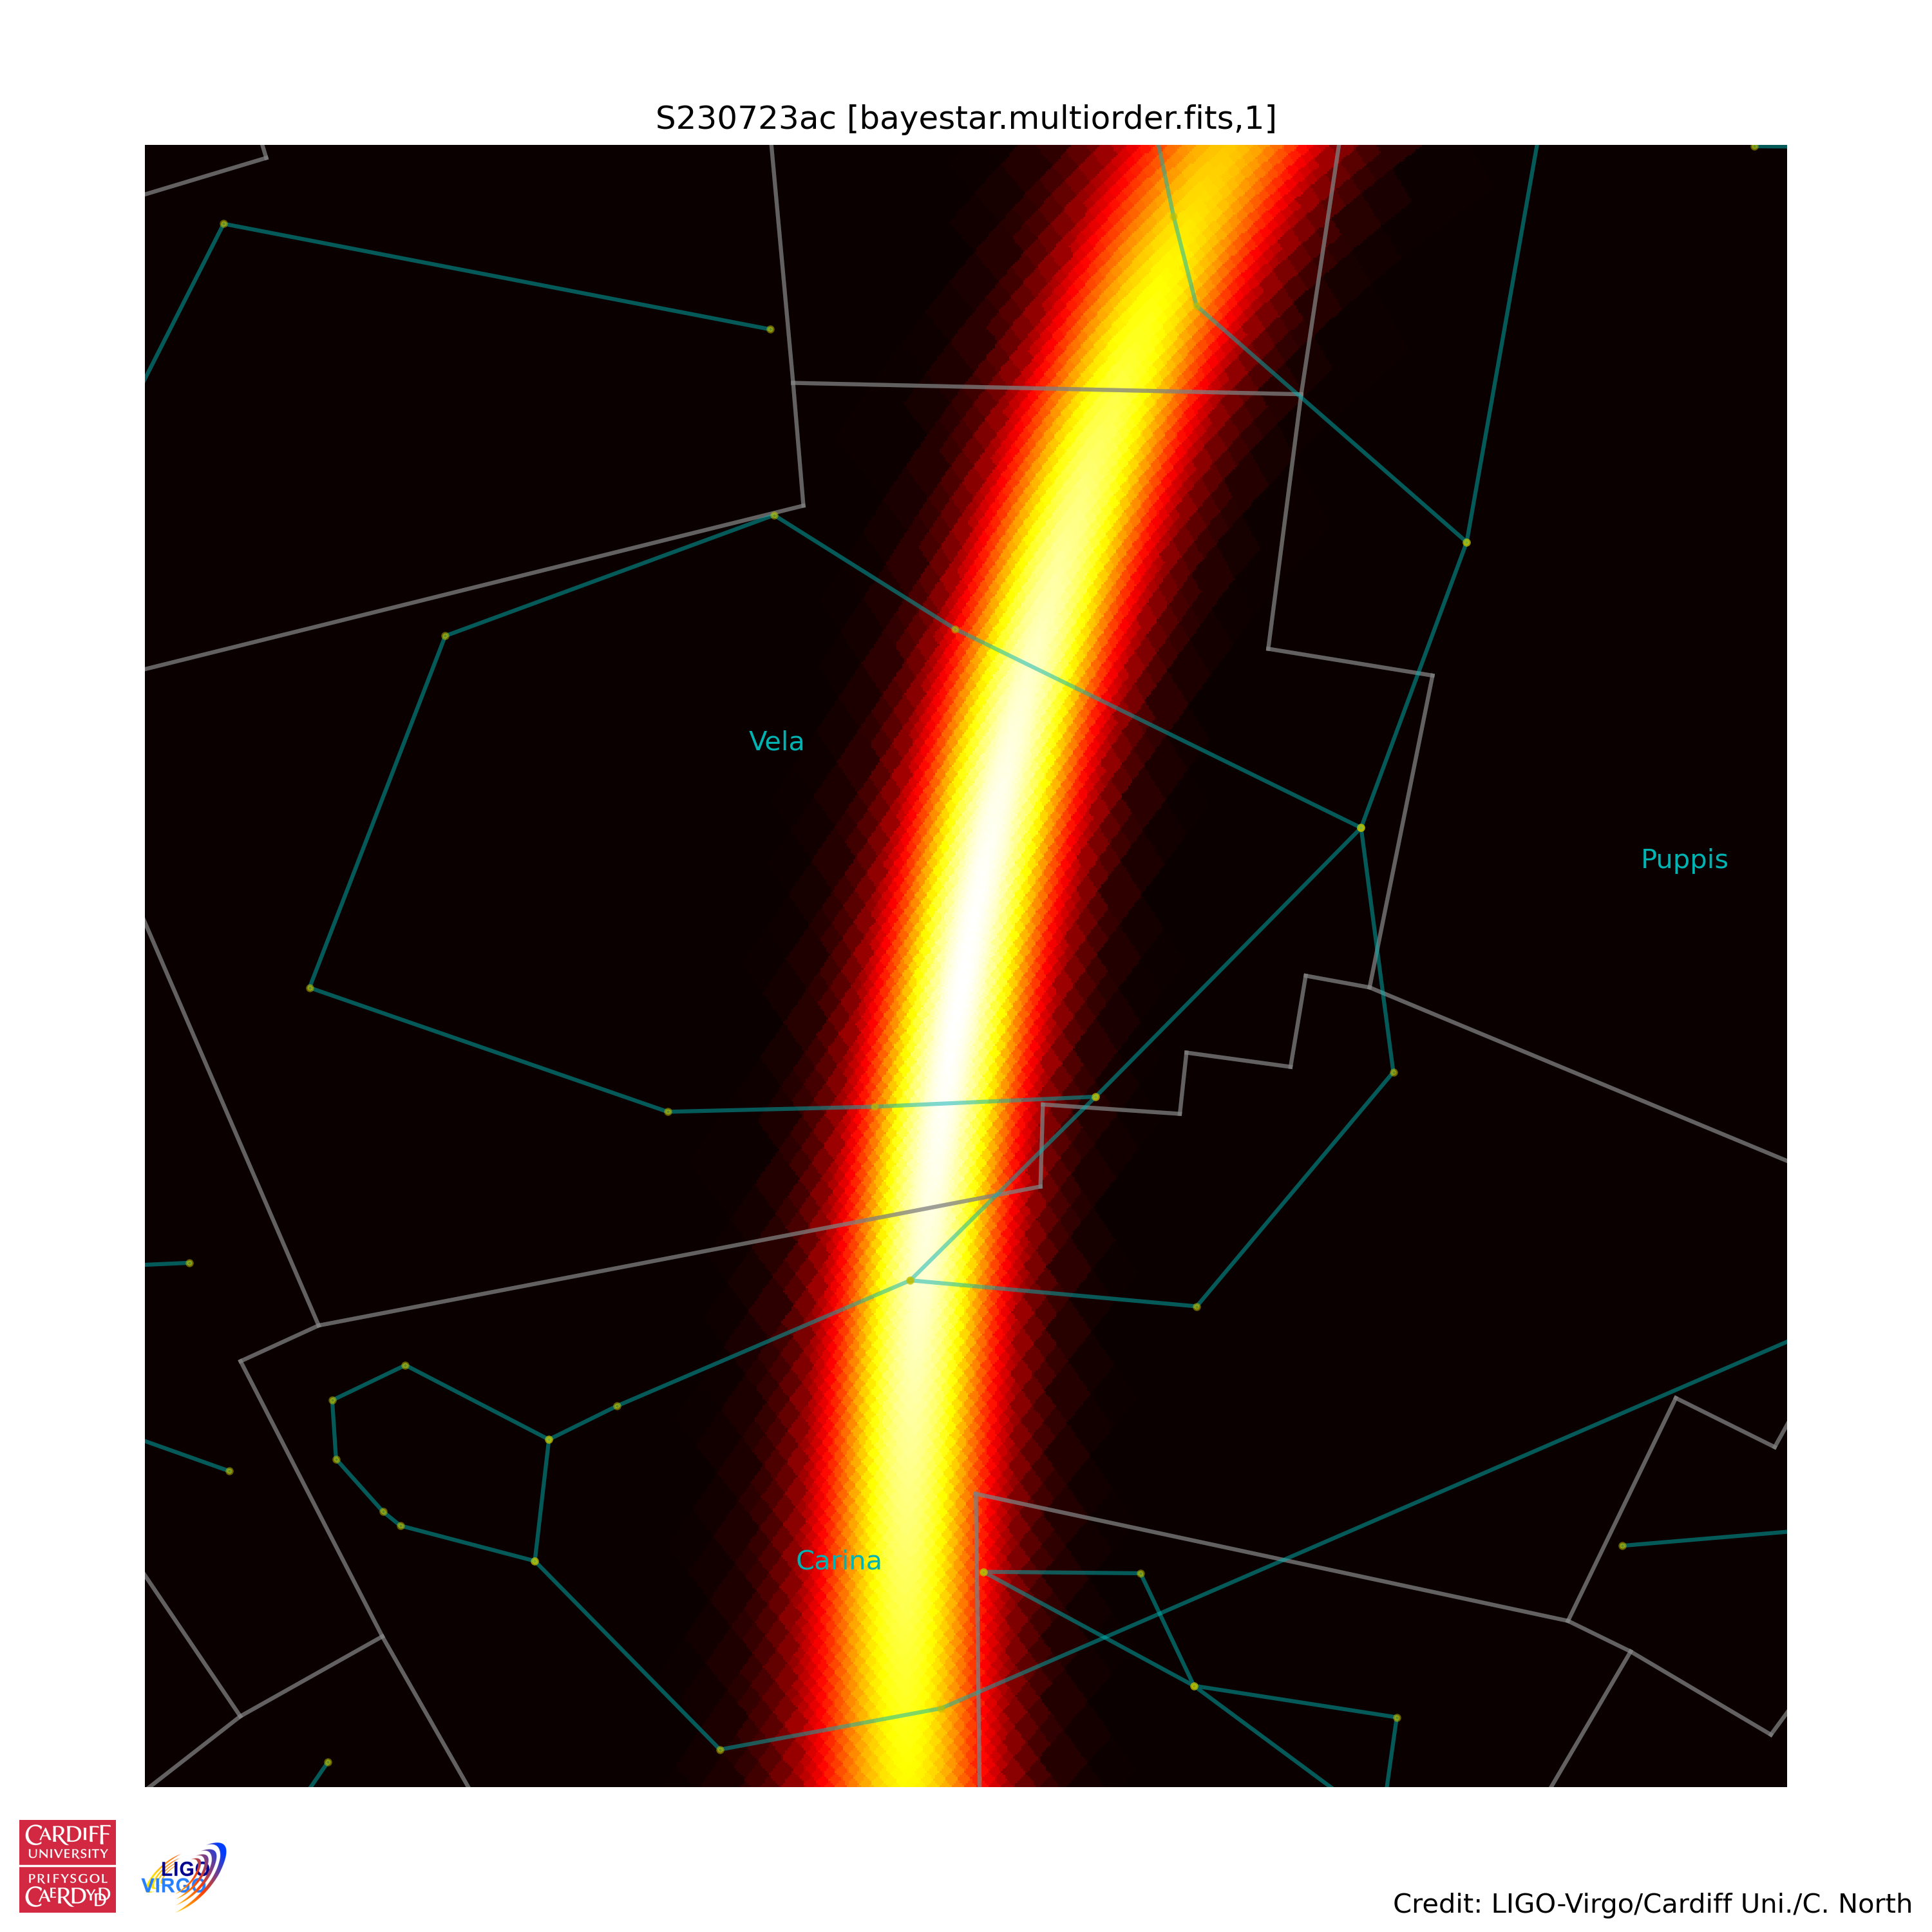 S230723ac [bayestar.multiorder.fits,1]
Vela
Puppis
Carina
CARDIFF
UNIVERSITY
PRIFYSGOL
CAERDYDD
LIGO
VIRGO
Credit: LIGO-Virgo/Cardiff Uni./C. North